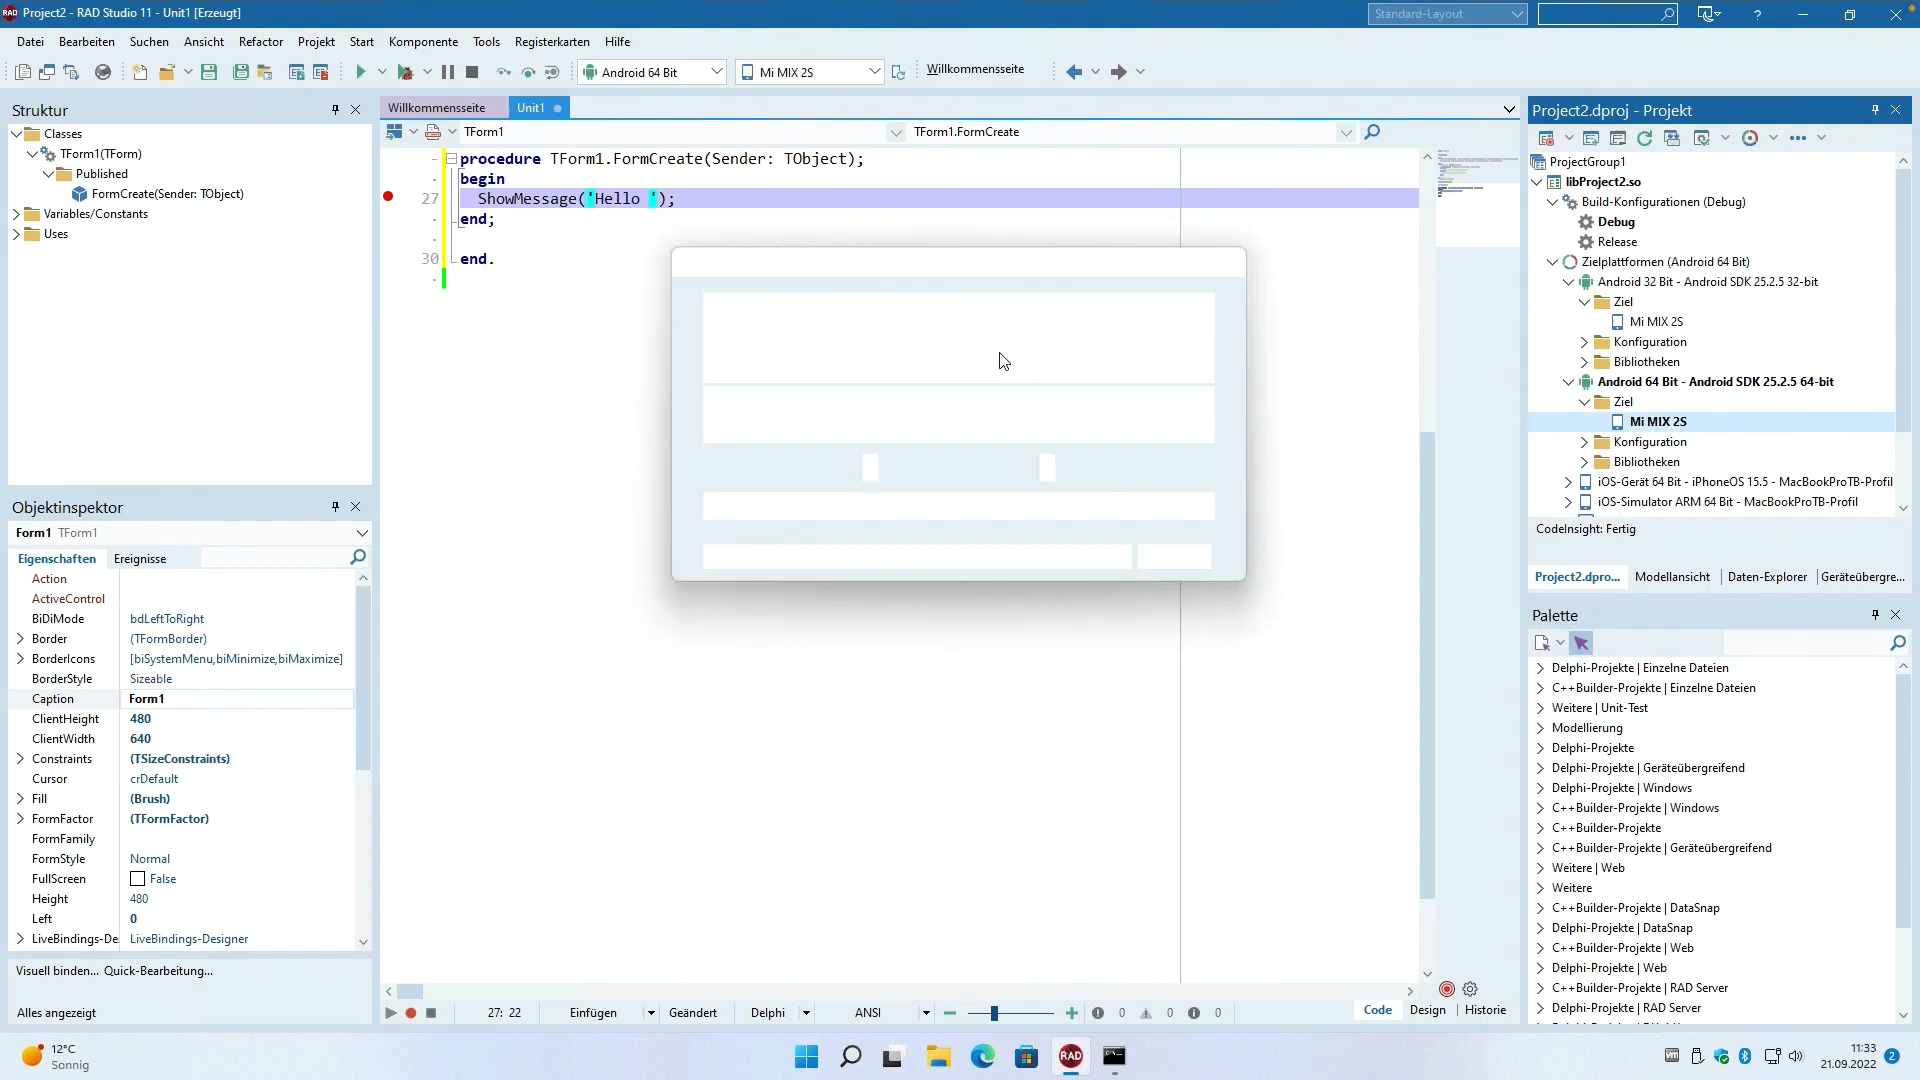 RAD Project2 - RAD Studio 11 - Unit1 [Erzeugt]
Standard-Layout
?
Datei Bearbeiten Suchen Ansicht Refactor Projekt Start Komponente Tools Registerkarten Hilfe
Android 64 Bit
Mi MIX 2S
Willkommensseite
Struktur
Classes
TForm1(TForm)
Published
FormCreate(Sender: TObject)
Variables/Constants
Uses
Objektinspektor
Form1 TForm1
Eigenschaften Ereignisse
Action
ActiveControl
BiDiMode bdLeftToRight
Border (TFormBorder)
BorderIcons [biSystemMenu,biMinimize,biMaximize]
BorderStyle Sizeable
Caption Form1
ClientHeight 480
ClientWidth 640
Constraints (TSizeConstraints)
Cursor crDefault
Fill (Brush)
FormFactor (TFormFactor)
FormFamily
FormStyle Normal
FullScreen False
Height 480
Left 0
LiveBindings-De LiveBindings-Designer
Visuell binden... Quick-Bearbeitung...
Alles angezeigt
Willkommensseite Unit1
TForm1 TForm1.FormCreate
procedure TForm1.FormCreate(Sender: TObject);
begin
27 ShowMessage('Hello ');
end;
30 end.
27: 22 Einfügen Geändert Delphi ANSI 0 0 0
Code Design Historie
Project2.dproj - Projekt
ProjectGroup1
libProject2.so
Build-Konfigurationen (Debug)
Debug
Release
Zielplattformen (Android 64 Bit)
Android 32 Bit - Android SDK 25.2.5 32-bit
Ziel
Mi MIX 2S
Konfiguration
Bibliotheken
Android 64 Bit - Android SDK 25.2.5 64-bit
Ziel
Mi MIX 2S
Konfiguration
Bibliotheken
iOS-Gerät 64 Bit - iPhoneOS 15.5 - MacBookProTB-Profil
iOS-Simulator ARM 64 Bit - MacBookProTB-Profil
CodeInsight: Fertig
Project2.dpro... Modellansicht Daten-Explorer Geräteübergre...
Palette
Delphi-Projekte | Einzelne Dateien
C++Builder-Projekte | Einzelne Dateien
Weitere | Unit-Test
Modellierung
Delphi-Projekte
Delphi-Projekte | Geräteübergreifend
Delphi-Projekte | Windows
C++Builder-Projekte | Windows
C++Builder-Projekte
C++Builder-Projekte | Geräteübergreifend
Weitere | Web
Weitere
C++Builder-Projekte | DataSnap
Delphi-Projekte | DataSnap
C++Builder-Projekte | Web
Delphi-Projekte | Web
C++Builder-Projekte | RAD Server
Delphi-Projekte | RAD Server
12°C
Sonnig
RAD
vm
11:33
21.09.2022
2